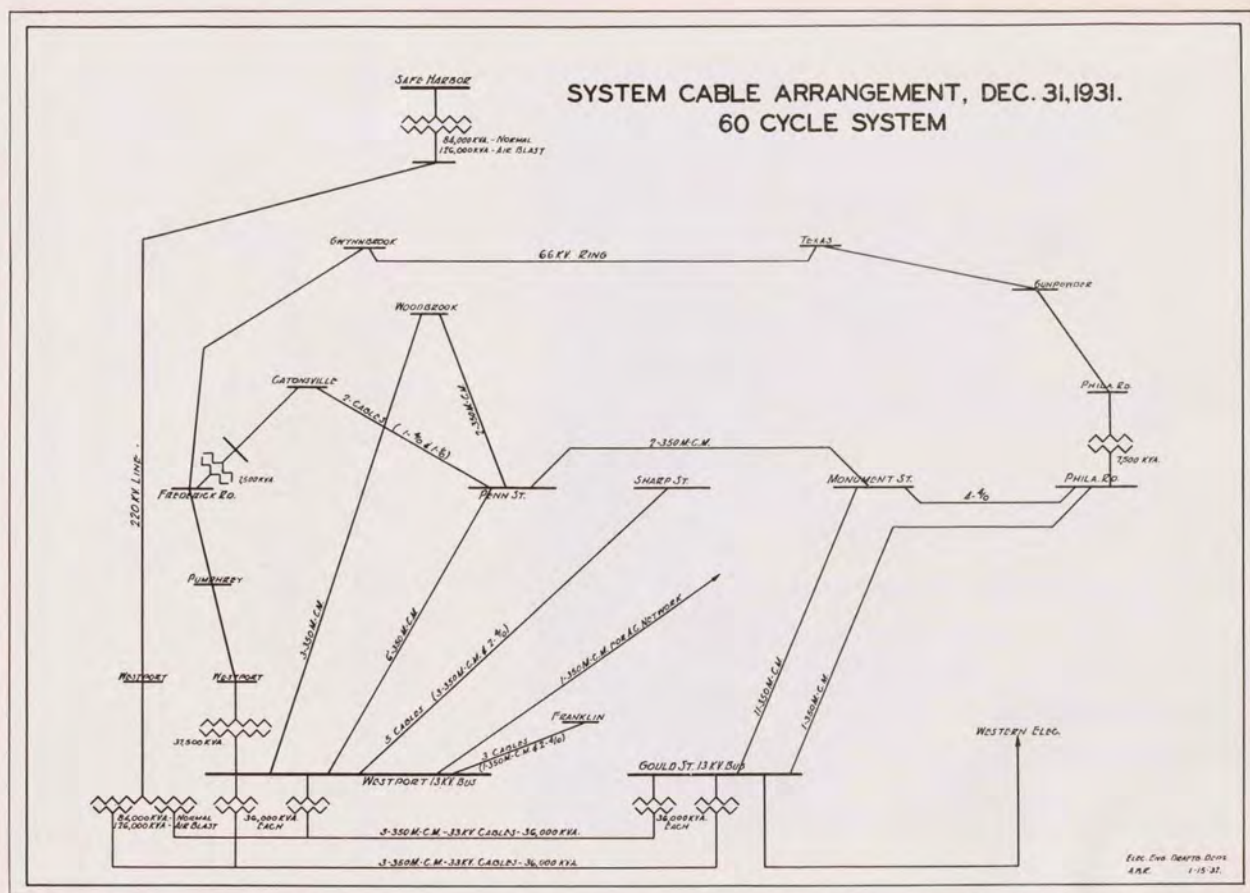 SYSTEM CABLE ARRANGEMENT, DEC. 31, 1931.
60 CYCLE SYSTEM
SAFE HARBOR
84,000 KVA. - NORMAL
126,000 KVA - AIR BLAST
GWYNNBROOK
66 KV. RING
TEXAS
GUNPOWDER
WOODBROOK
CATONSVILLE
2-CABLES (1-4/0 & 1-
2-350 M-C.M.
PHILA. RD.
7,500 KVA.
2-350 M-C.M.
220 KV LINE.
7,500 KVA
FREDERICK RD.
PENN ST.
SHARP ST.
MONUMENT ST.
4-4/0
PHILA. RD.
PUMPHREY
3-350 M-C.M
6-350 M-C.M
5 CABLES (3-350 M-C.M. & 2-4/0)
1-350 M-C.M. FOR A.C. NETWORK
11-350 M-C.M
1-350 M-C.M
WESTPORT
WESTPORT
FRANKLIN
3 CABLES
(1-350 M-C.M & 2-4/0)
37,500 KVA.
WESTERN ELEC.
WESTPORT 13 KV BUS
GOULD ST. 13 KV BUS
84,000 KVA - NORMAL
126,000 KVA - AIR BLAST
36,000 KVA
EACH
36,000 KVA
EACH
3-350 M-C.M. - 33 KV CABLES - 36,000 KVA.
3-350 M-C.M. - 33 KV. CABLES - 36,000 KVA
ELEC. ENG. DRAFTG. DEPT.
1-15-32.